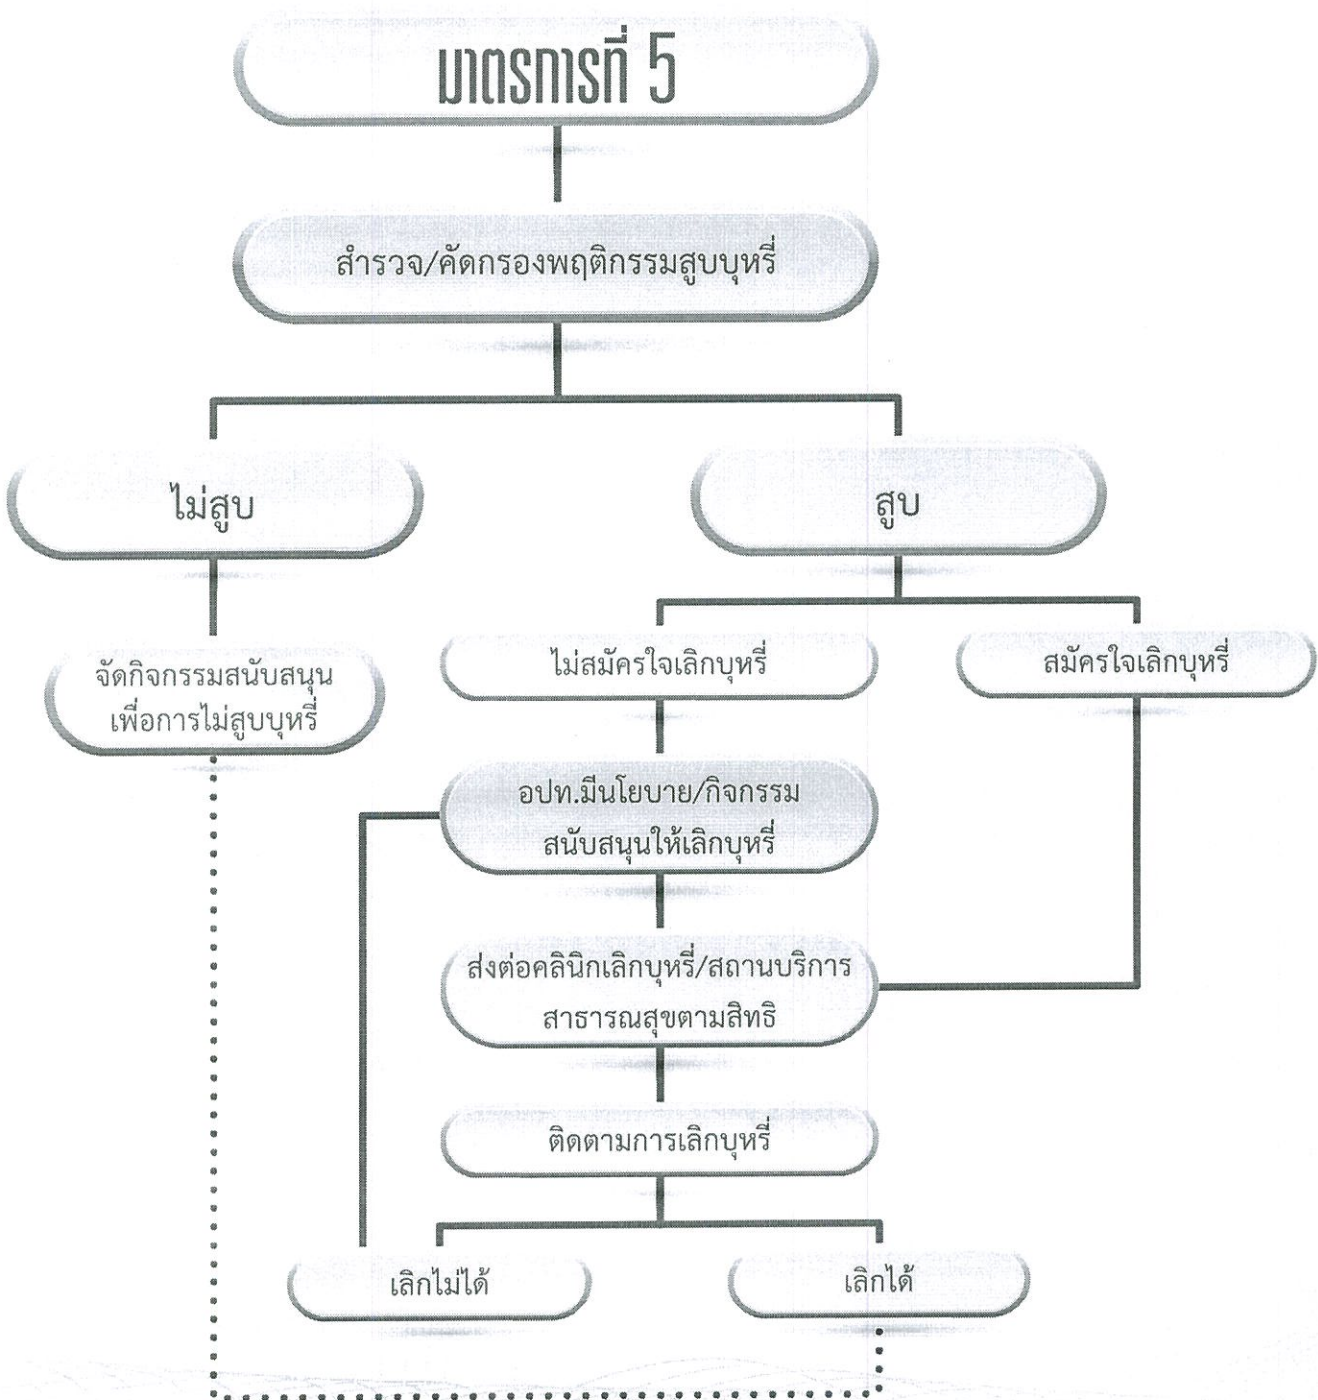 มาตรการที่ 5
สำรวจ/คัดกรองพฤติกรรมสูบบุหรี่
ไม่สูบ
สูบ
จัดกิจกรรมสนับสนุน
เพื่อการไม่สูบบุหรี่
ไม่สมัครใจเลิกบุหรี่
สมัครใจเลิกบุหรี่
อปท.มีนโยบาย/กิจกรรม
สนับสนุนให้เลิกบุหรี่
ส่งต่อคลินิกเลิกบุหรี่/สถานบริการ
สาธารณสุขตามสิทธิ
ติดตามการเลิกบุหรี่
เลิกไม่ได้
เลิกได้